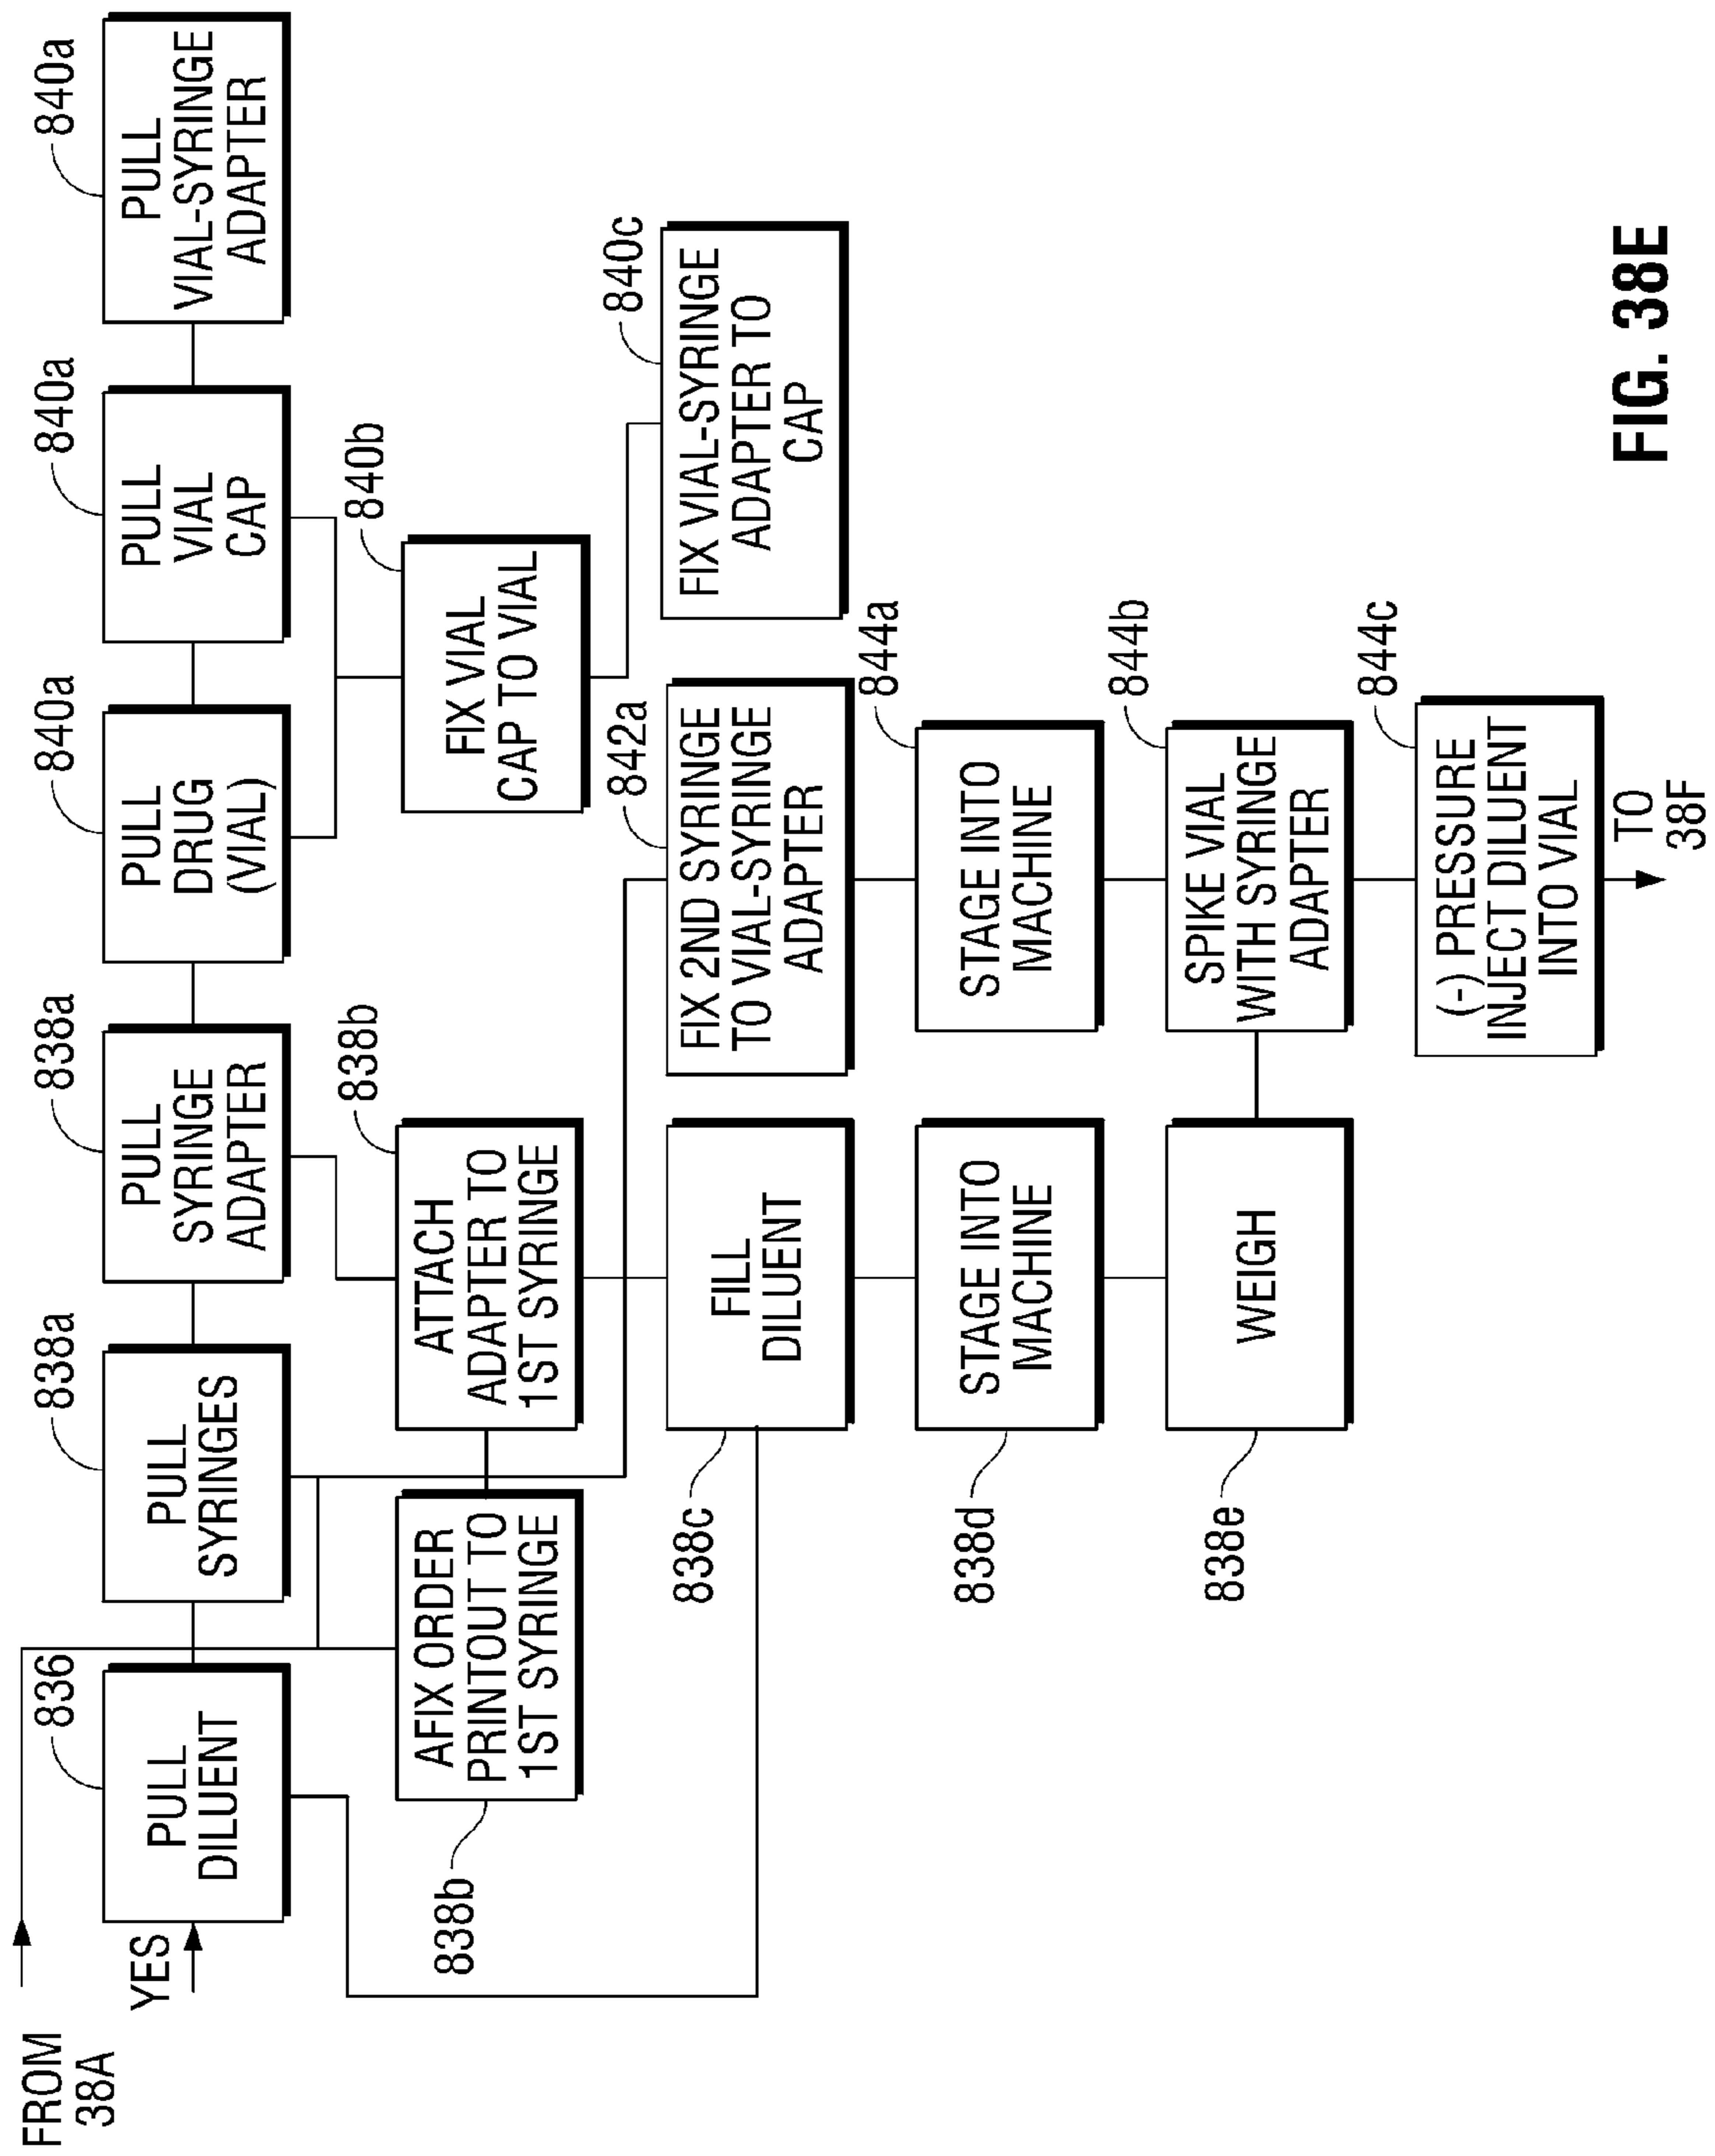 FROM
38A
YES
836
PULL
DILUENT
838a
PULL
SYRINGES
838a
PULL
SYRINGE
ADAPTER
840a
PULL
DRUG
(VIAL)
840a
PULL
VIAL
CAP
840a
PULL
VIAL-SYRINGE
ADAPTER
838b
AFIX ORDER
PRINTOUT TO
1ST SYRINGE
838b
ATTACH
ADAPTER TO
1ST SYRINGE
840b
FIX VIAL
CAP TO VIAL
838c
FILL
DILUENT
842a
FIX 2ND SYRINGE
TO VIAL-SYRINGE
ADAPTER
840c
FIX VIAL-SYRINGE
ADAPTER TO
CAP
838d
STAGE INTO
MACHINE
844a
STAGE INTO
MACHINE
838e
WEIGH
844b
SPIKE VIAL
WITH SYRINGE
ADAPTER
844c
(-) PRESSURE
INJECT DILUENT
INTO VIAL
TO
38F
FIG. 38E